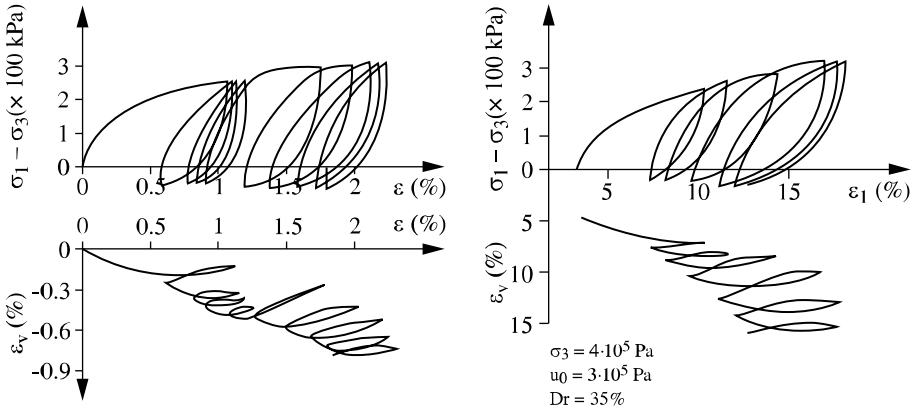 σ1 – σ3(× 100 kPa)
3
2
1
0
0 0.5 1 1.5 2 ε (%)
0 0.5 1 1.5 2 ε (%)
0
-0.3
-0.6
-0.9
εv (%)
σ1 – σ3(× 100 kPa)
3
2
1
0
5 10 15 ε1 (%)
5
10
15
εv (%)
σ3 = 4·10⁵ Pa
u0 = 3·10⁵ Pa
Dr = 35%